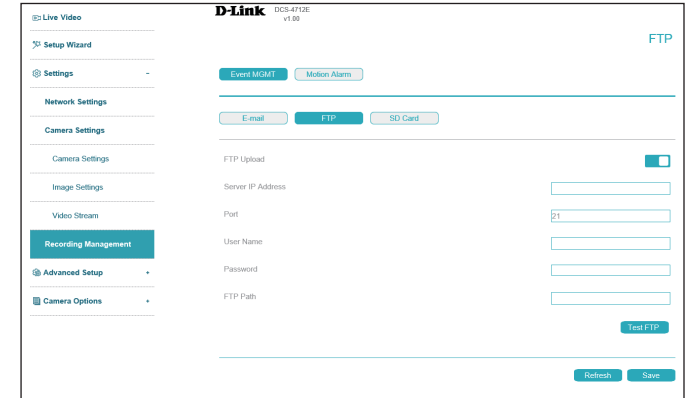 D-Link DCS-4712E
v1.00
Live Video
Setup Wizard
Settings -
Network Settings
Camera Settings
Camera Settings
Image Settings
Video Stream
Recording Management
Advanced Setup +
Camera Options +
FTP
Event MGMT Motion Alarm
E-mail FTP SD Card
FTP Upload
Server IP Address
Port 21
User Name
Password
FTP Path
Test FTP
Refresh Save